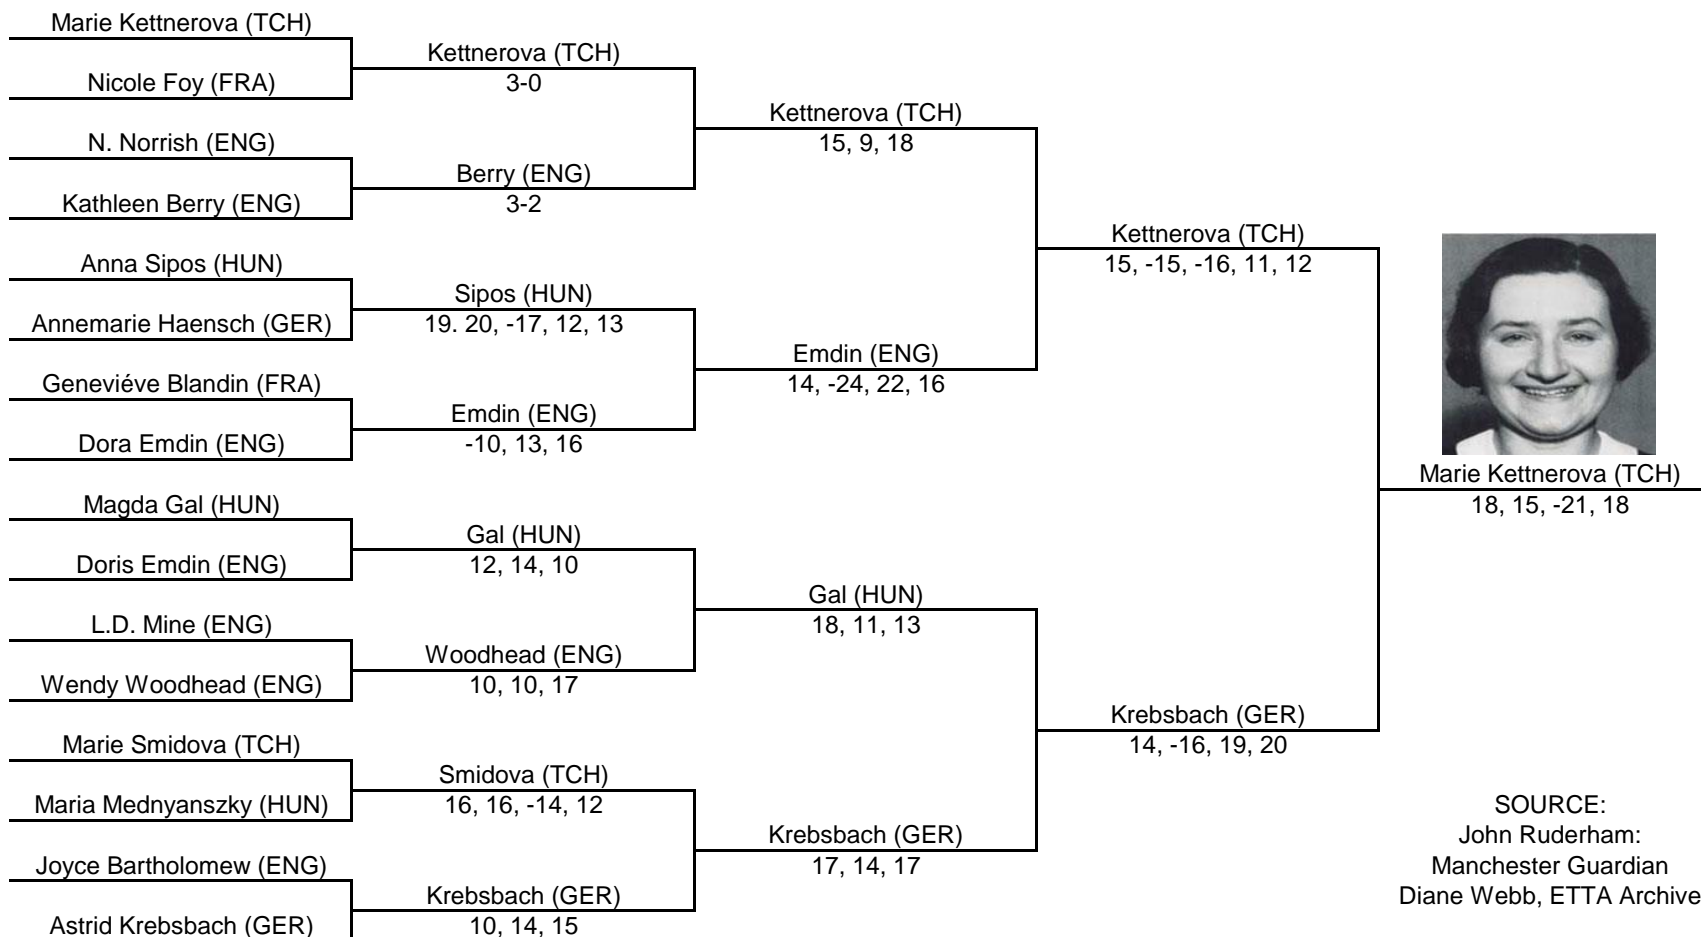 Marie Kettnerova (TCH)
Nicole Foy (FRA)
N. Norrish (ENG)
Kathleen Berry (ENG)
Anna Sipos (HUN)
Annemarie Haensch (GER)
Geneviéve Blandin (FRA)
Dora Emdin (ENG)
Magda Gal (HUN)
Doris Emdin (ENG)
L.D. Mine (ENG)
Wendy Woodhead (ENG)
Marie Smidova (TCH)
Maria Mednyanszky (HUN)
Joyce Bartholomew (ENG)
Astrid Krebsbach (GER)
Kettnerova (TCH)
3-0
Berry (ENG)
3-2
Sipos (HUN)
19. 20, -17, 12, 13
Emdin (ENG)
-10, 13, 16
Gal (HUN)
12, 14, 10
Woodhead (ENG)
10, 10, 17
Smidova (TCH)
16, 16, -14, 12
Krebsbach (GER)
10, 14, 15
Kettnerova (TCH)
15, 9, 18
Emdin (ENG)
14, -24, 22, 16
Gal (HUN)
18, 11, 13
Krebsbach (GER)
17, 14, 17
Kettnerova (TCH)
15, -15, -16, 11, 12
Krebsbach (GER)
14, -16, 19, 20
Marie Kettnerova (TCH)
18, 15, -21, 18
SOURCE:
John Ruderham:
Manchester Guardian
Diane Webb, ETTA Archive